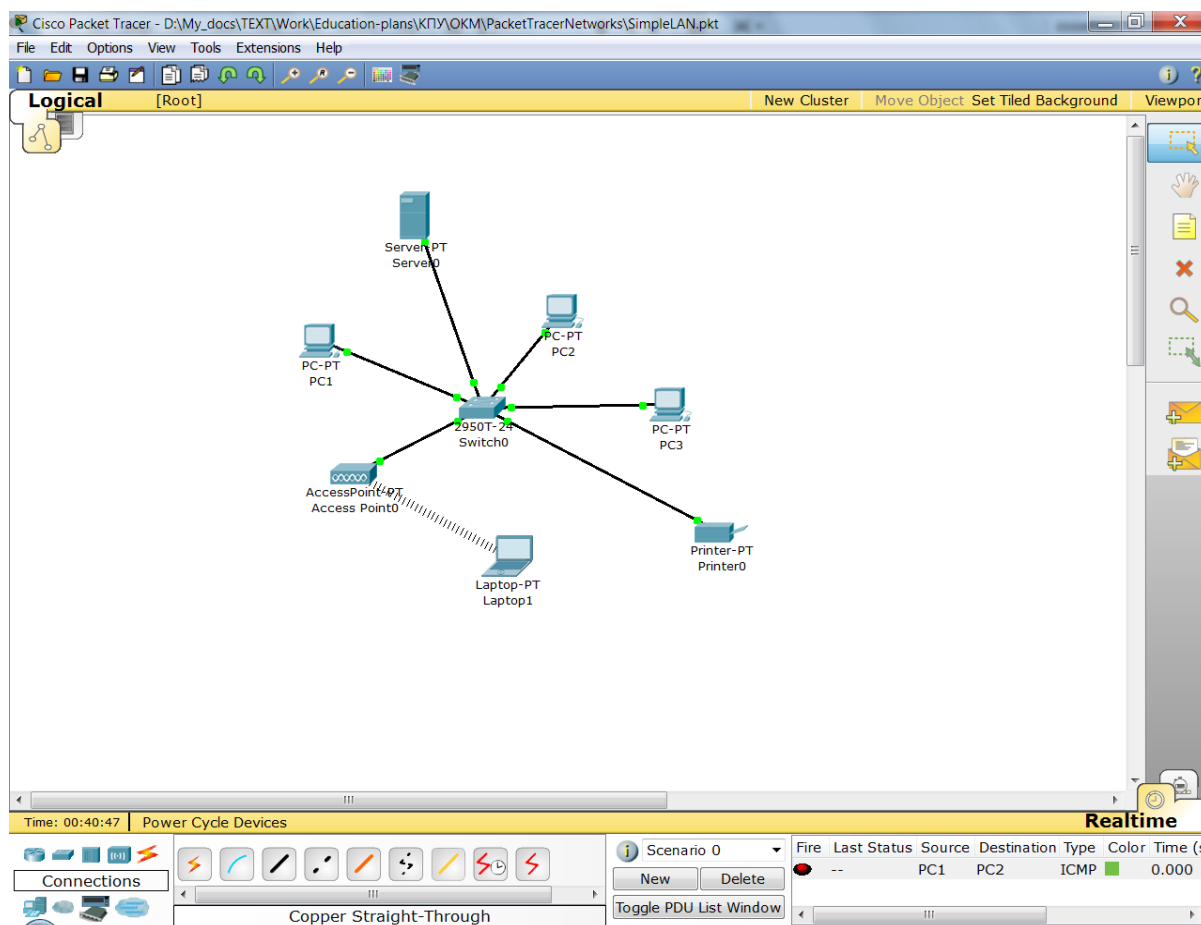 Cisco Packet Tracer - D:\My_docs\TEXT\Work\Education-plans\КПУ\ОКМ\PacketTracerNetworks\SimpleLAN.pkt
File Edit Options View Tools Extensions Help
Logical [Root] New Cluster Move Object Set Tiled Background Viewpor
Server-PT
Server0
PC-PT
PC2
PC-PT
PC1
2950T-24
Switch0
PC-PT
PC3
AccessPoint-PT
Access Point0
Printer-PT
Printer0
Laptop-PT
Laptop1
Time: 00:40:47 Power Cycle Devices Realtime
Connections
Copper Straight-Through
Scenario 0
New Delete
Toggle PDU List Window
Fire Last Status Source Destination Type Color Time (s
-- PC1 PC2 ICMP 0.000